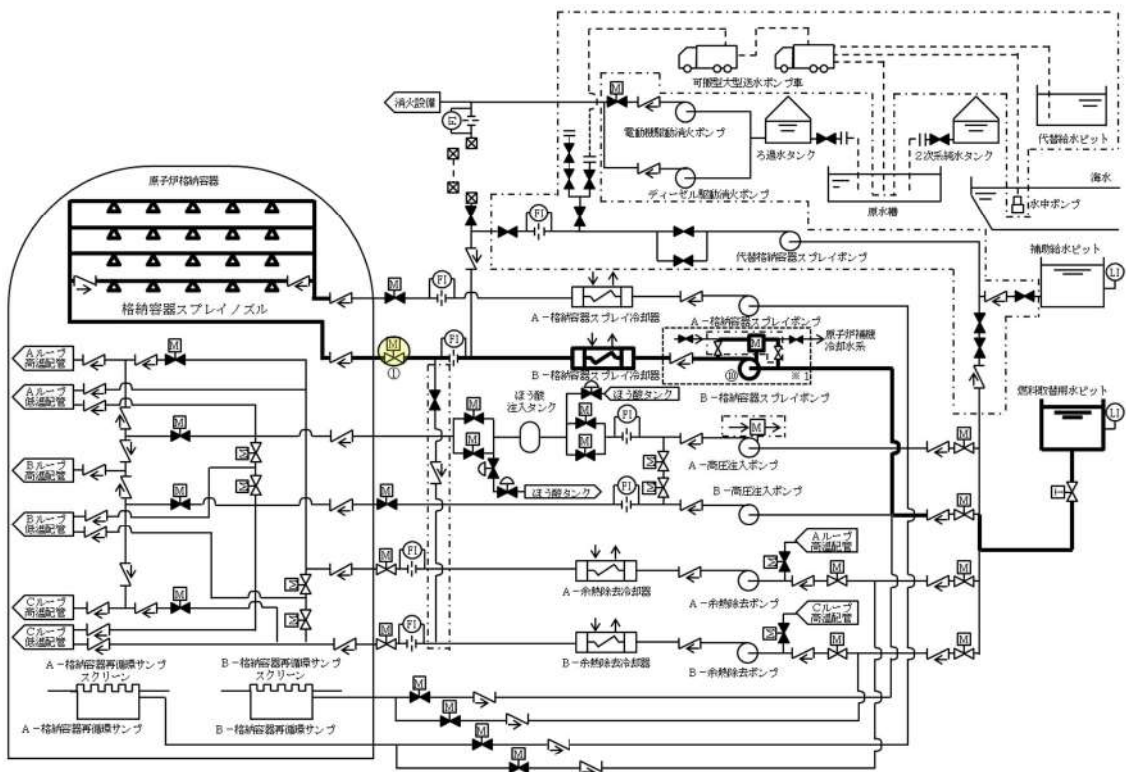 可搬型大型送水ポンプ車
消火設備
M
FI
電動機駆動消火ポンプ
ろ過水タンク
2次系純水タンク
代替給水ピット
ディーゼル駆動消火ポンプ
海水
原水槽
水中ポンプ
原子炉格納容器
FI
代替格納容器スプレイポンプ
補助給水ピット
LI
格納容器スプレイノズル
M
FI
A-格納容器スプレイ冷却器
A-格納容器スプレイポンプ
原子炉補機
冷却水系
M
①
FI
B-格納容器スプレイ冷却器
⑩
M
※1
B-格納容器スプレイポンプ
燃料取替用水ピット
LI
Aループ
高温配管
M
Aループ
低温配管
ほう酸
注入タンク
ほう酸タンク
M
M
M
M
FI
M
A-高圧注入ポンプ
M
M
Bループ
高温配管
M
M
ほう酸タンク
M
B-高圧注入ポンプ
M
M
FI
M
Bループ
低温配管
M
Aループ
高温配管
M
FI
A-余熱除去冷却器
A-余熱除去ポンプ
M
M
M
M
Cループ
高温配管
M
M
Cループ
高温配管
Cループ
低温配管
M
FI
B-余熱除去冷却器
B-余熱除去ポンプ
M
M
M
A-格納容器再循環サンプ
スクリーン
B-格納容器再循環サンプ
スクリーン
A-格納容器再循環サンプ
B-格納容器再循環サンプ
M
M
M
M